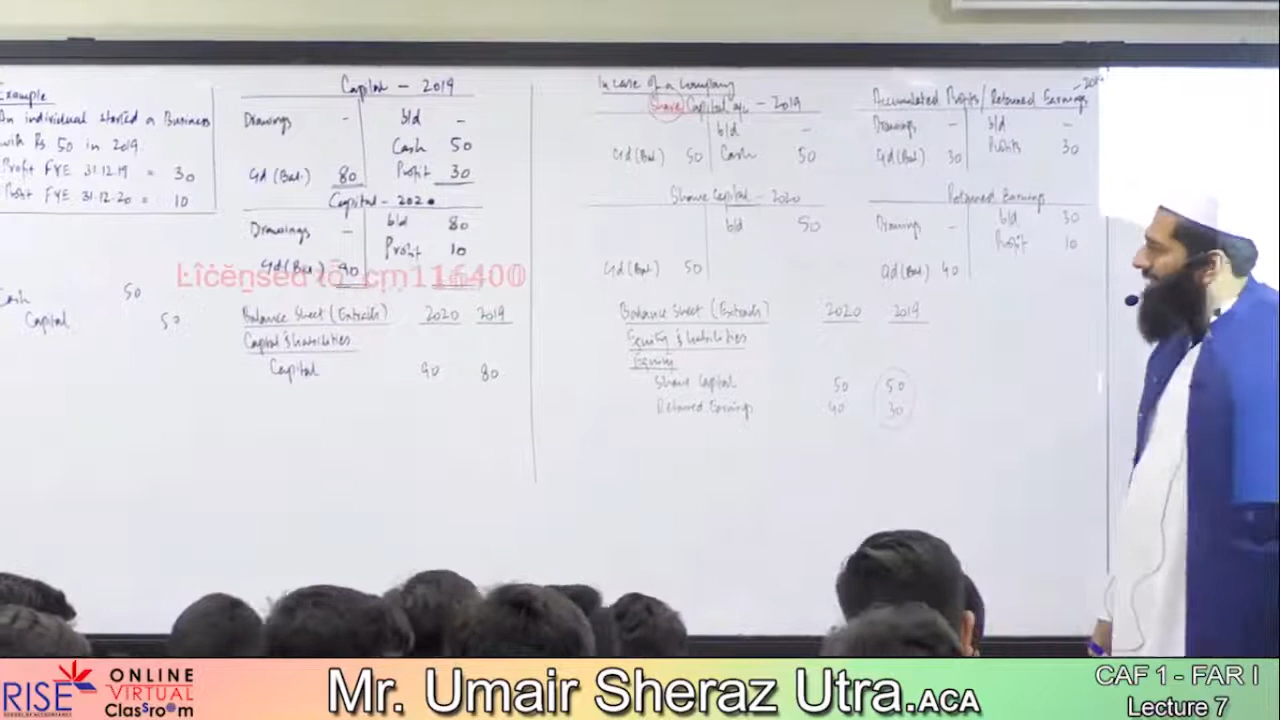 Example
An individual started a Business
with Rs 50 in 2019.
Profit FYE 31.12.19 = 30
Profit FYE 31.12.20 = 10
Cash 50
Capital 50
Capital - 2019
Drawings - b/d -
Cash 50
Profit 30
c/d (Bal.) 80
Capital - 2020
Drawings - b/d 80
Profit 10
c/d (Bal.) 90
Balance Sheet (Extracts) 2020 2019
Capital & Liabilities
Capital 90 80
In case of a Company
Share Capital a/c - 2019
b/d -
c/d (Bal) 50 Cash 50
Share Capital - 2020
b/d 50
c/d (Bal) 50
Accumulated Profits / Retained Earnings - 2019
Drawings - b/d -
c/d (Bal) 30 Profits 30
Retained Earnings
Drawings - b/d 30
Profit 10
c/d (Bal) 40
Balance Sheet (Extracts) 2020 2019
Equity & Liabilities
Equity
Share Capital 50 50
Retained Earnings 40 30
Licensed to cm116400
RISE
ONLINE
VIRTUAL
Classroom
Mr. Umair Sheraz Utra.ACA
CAF 1 - FAR I
Lecture 7